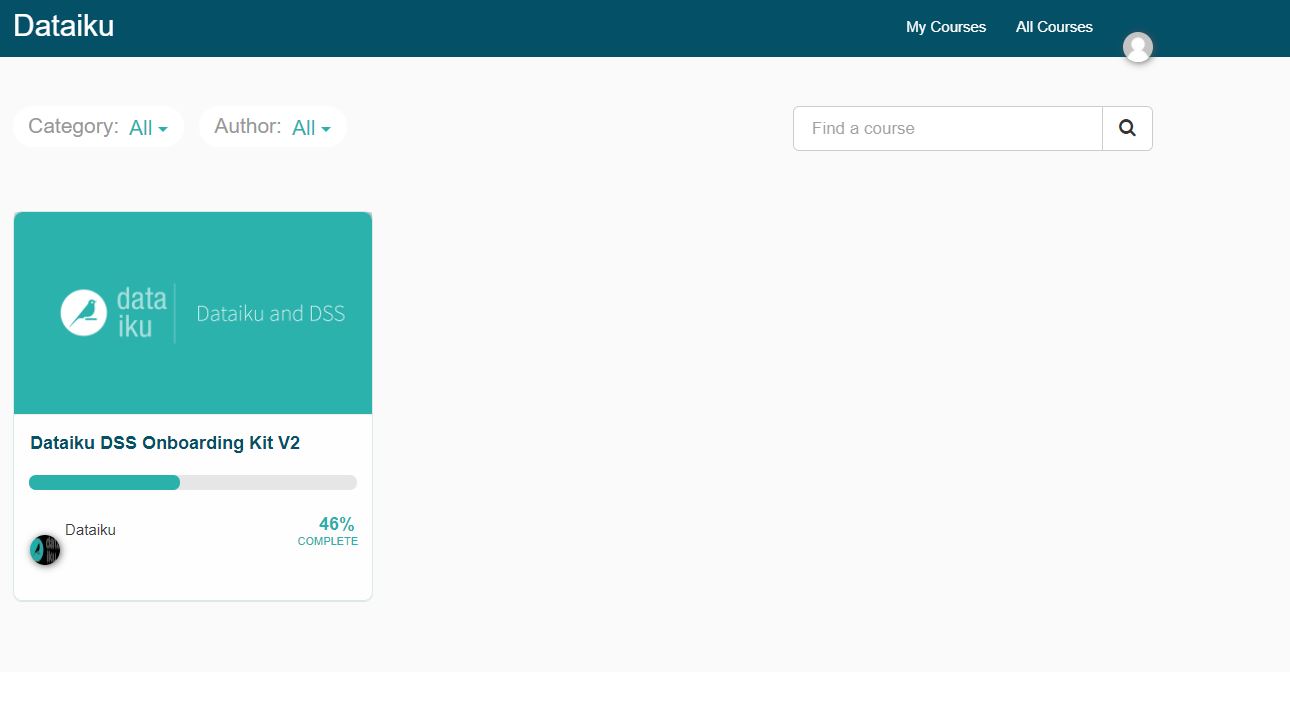 Dataiku
My Courses
All Courses
Category: All
Author: All
Find a course
data
iku
Dataiku and DSS
Dataiku DSS Onboarding Kit V2
Dataiku
46%
COMPLETE